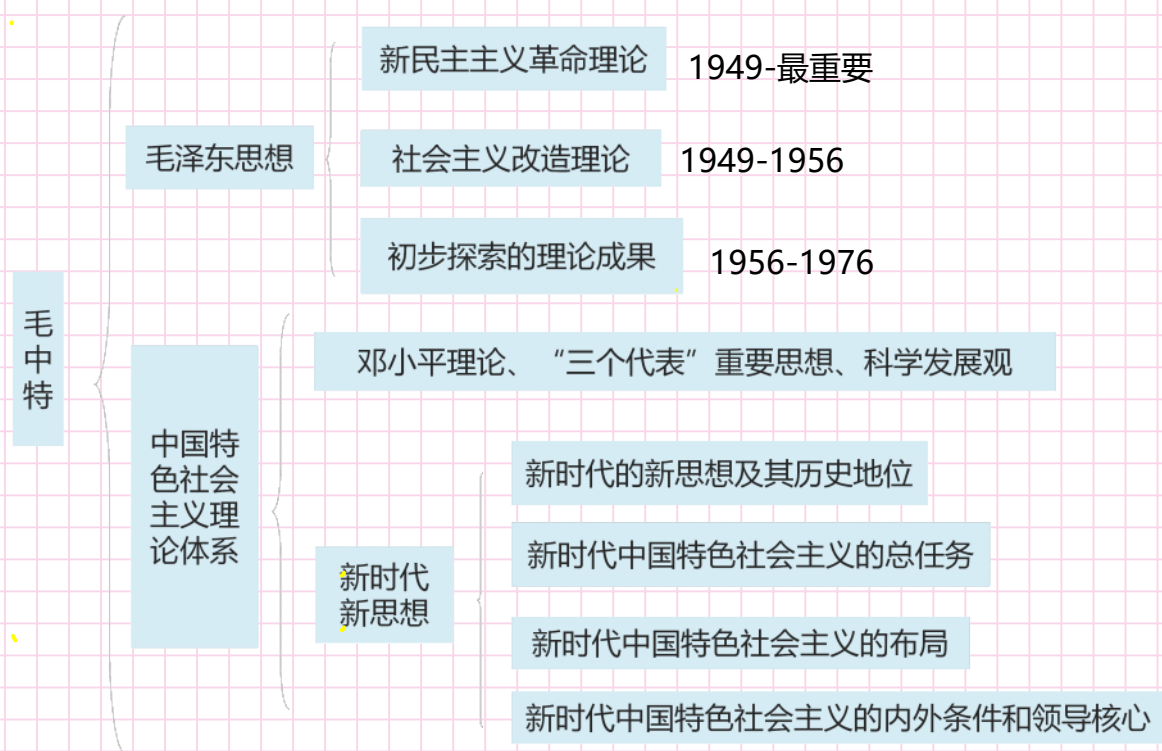 新民主主义革命理论
1949-最重要
毛泽东思想
社会主义改造理论
1949-1956
初步探索的理论成果
1956-1976
毛
中
特
邓小平理论、“三个代表”重要思想、科学发展观
中国特
色社会
主义理
论体系
新时代的新思想及其历史地位
新时代中国特色社会主义的总任务
新时代
新思想
新时代中国特色社会主义的布局
新时代中国特色社会主义的内外条件和领导核心